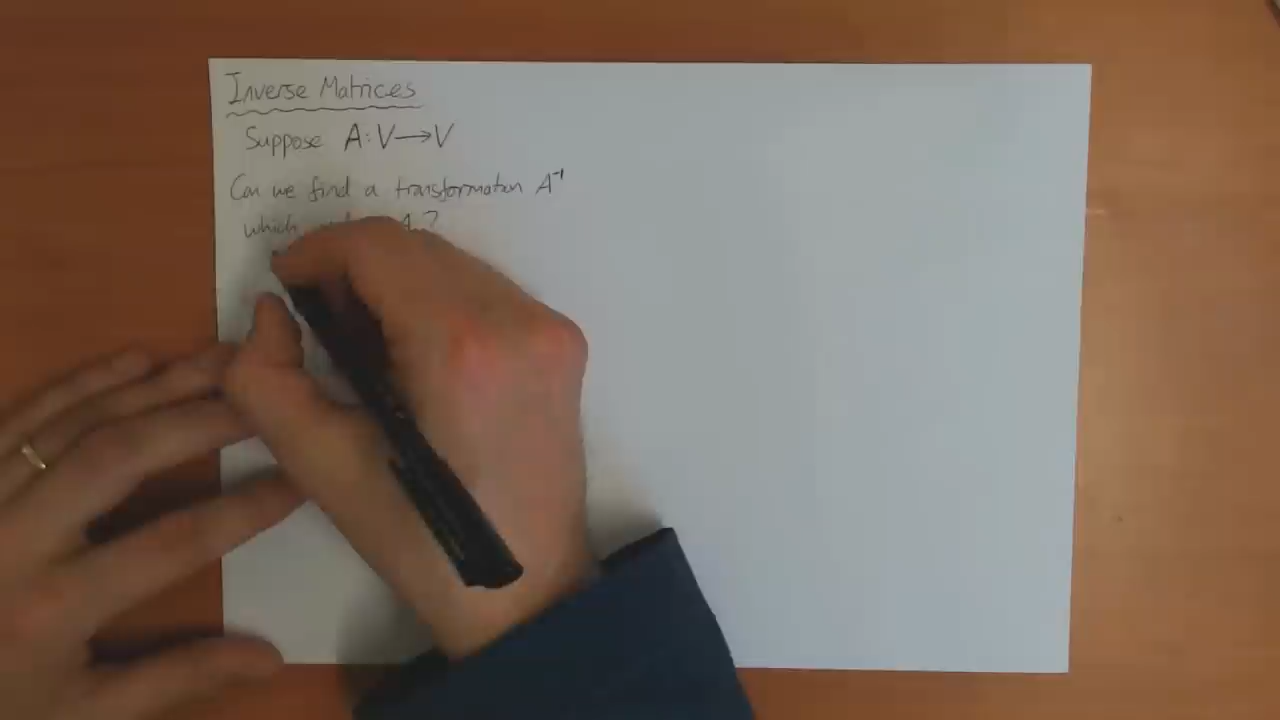 Inverse Matrices
Suppose A: V → V
Can we find a transformation A⁻¹
which A?